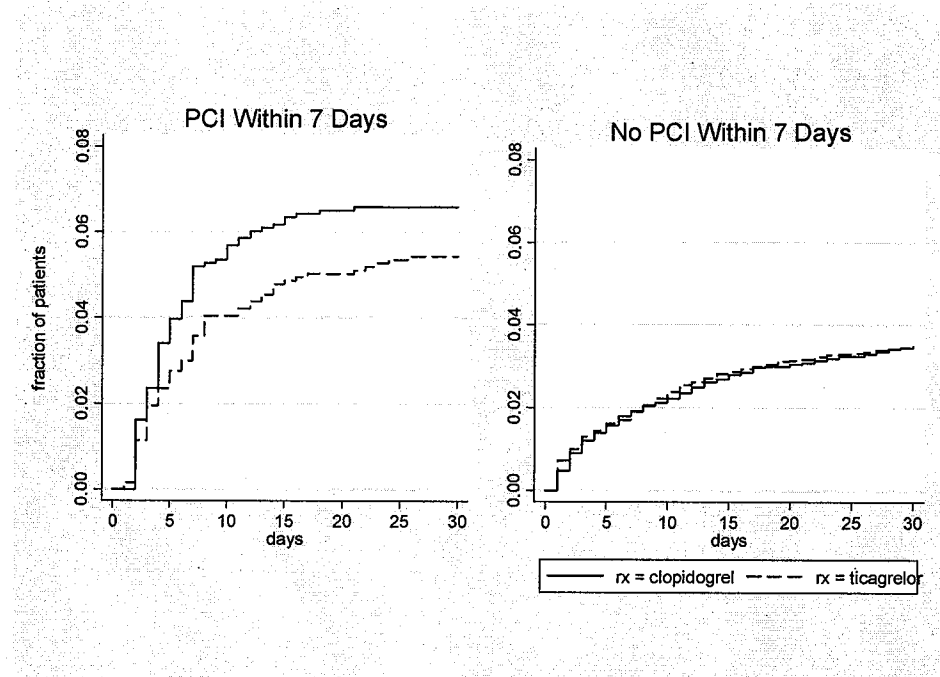 PCI Within 7 Days
fraction of patients
0.08
0.06
0.04
0.02
0.00
0 5 10 15 20 25 30
days
No PCI Within 7 Days
0.08
0.06
0.04
0.02
0.00
0 5 10 15 20 25 30
days
rx = clopidogrel rx = ticagrelor